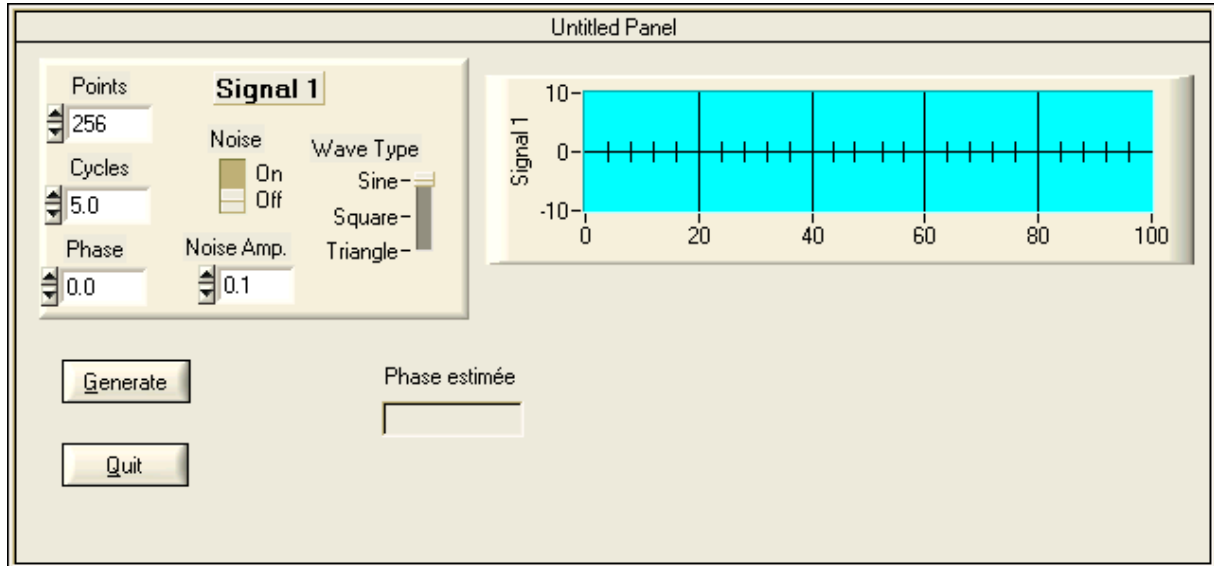 Untitled Panel
Points
256
Cycles
5.0
Phase
0.0
Signal 1
Noise
On
Off
Noise Amp.
0.1
Wave Type
Sine
Square
Triangle
Signal 1
10
0
-10
0 20 40 60 80 100
Generate
Quit
Phase estimée